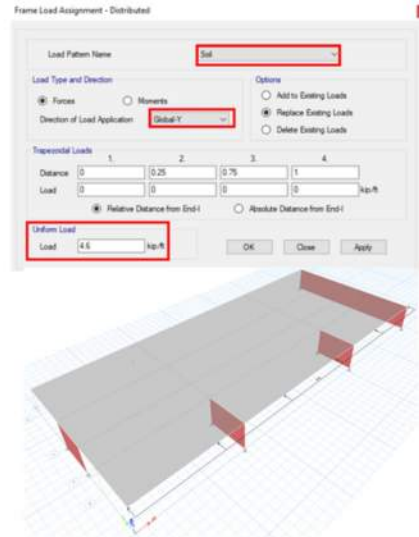 Frame Load Assignment - Distributed
Load Pattern Name
Soil
Load Type and Direction
Options
Forces
Moments
Add to Existing Loads
Direction of Load Application
Global-Y
Replace Existing Loads
Delete Existing Loads
Trapezoidal Loads
1. 2. 3. 4.
Distance 0 0.25 0.75 1
Load 0 0 0 0 kip/ft
Relative Distance from End-I
Absolute Distance from End-I
Uniform Load
Load 4.6 kip/ft
OK Close Apply